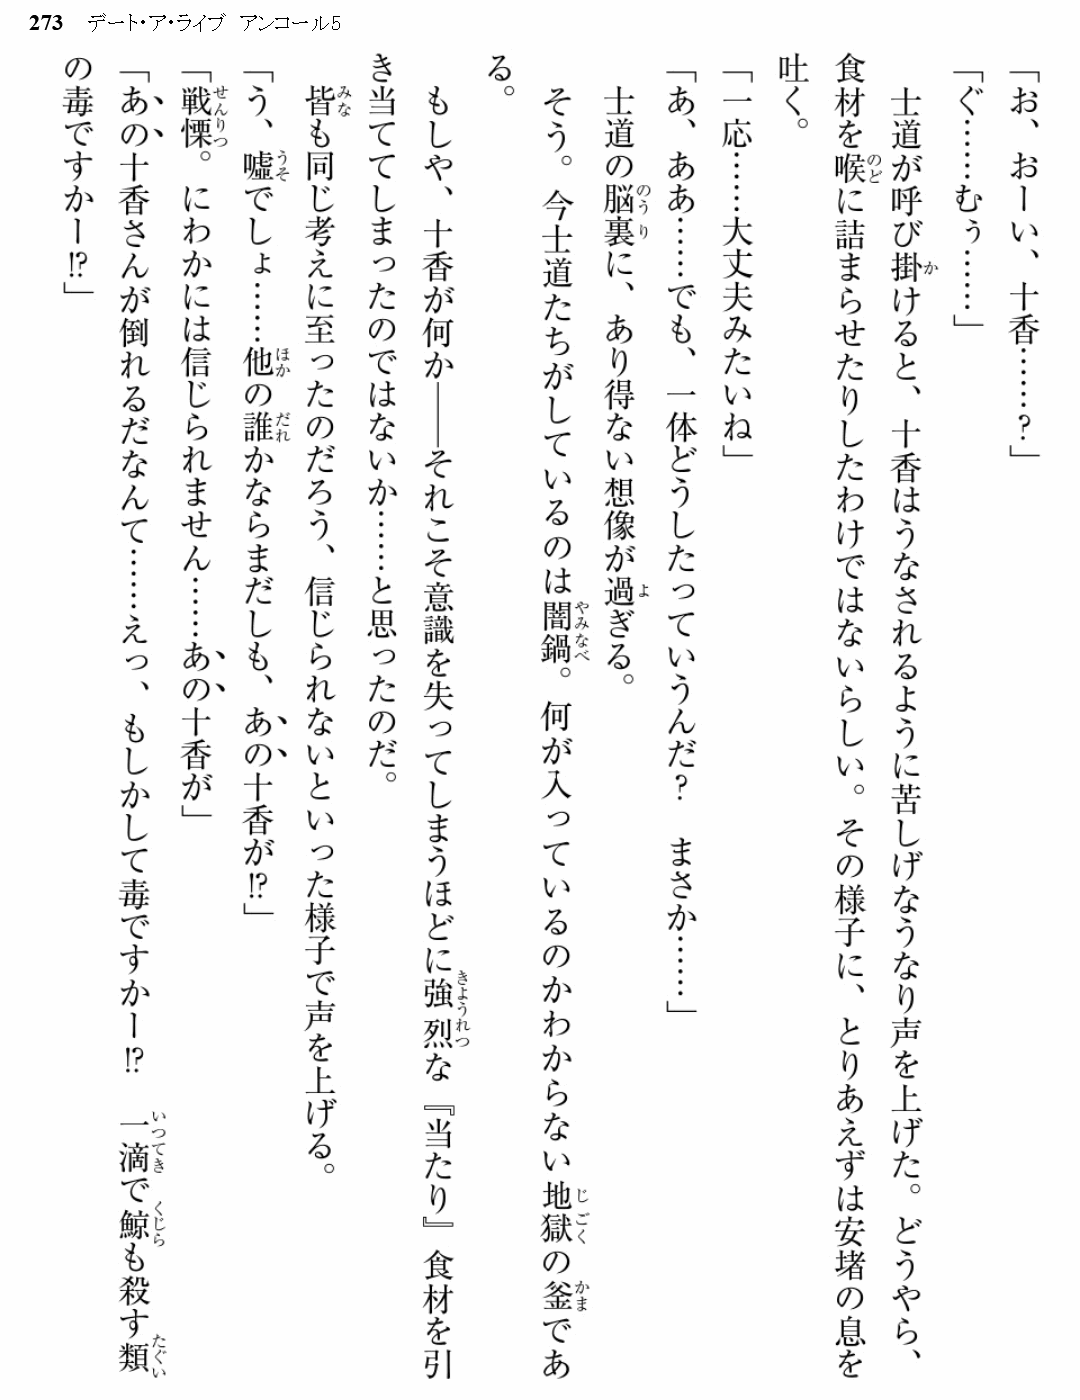 273 デート・ア・ライブ アンコール5
「お、おーい、十香……？」
「ぐ……むぅ……」
　士道が呼び掛けると、十香はうなされるように苦しげなうなり声を上げた。どうやら、
食材を喉に詰まらせたりしたわけではないらしい。その様子に、とりあえずは安堵の息を
吐く。
「一応……大丈夫みたいね」
「あ、ああ……でも、一体どうしたっていうんだ？　まさか……」
　士道の脳裏に、あり得ない想像が過ぎる。
　そう。今士道たちがしているのは闇鍋。何が入っているのかわからない地獄の釜であ
る。
　もしや、十香が何か――それこそ意識を失ってしまうほどに強烈な『当たり』食材を引
き当ててしまったのではないか……と思ったのだ。
　皆も同じ考えに至ったのだろう、信じられないといった様子で声を上げる。
「う、嘘でしょ……他の誰かならまだしも、あの十香が!?」
「戦慄。にわかには信じられません……あの十香が」
「あの十香さんが倒れるだなんて……えっ、もしかして毒ですかー!?　一滴で鯨も殺す類
の毒ですかー!?」